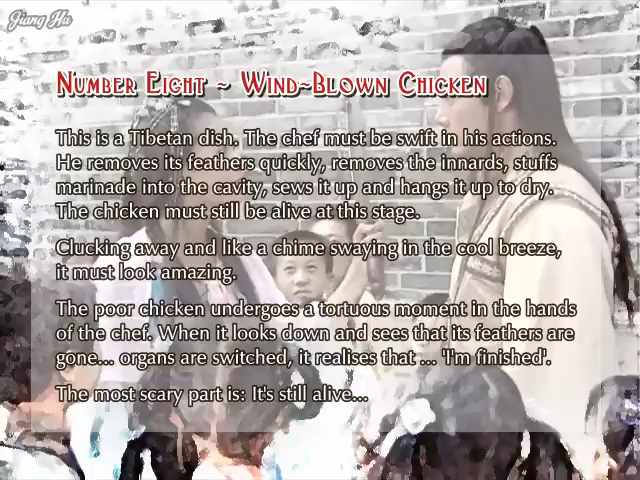 Jiang Hu
Number Eight ~ Wind~Blown Chicken
This is a Tibetan dish. The chef must be swift in his actions.
He removes its feathers quickly, removes the innards, stuffs
marinade into the cavity, sews it up and hangs it up to dry.
The chicken must still be alive at this stage.
Clucking away and like a chime swaying in the cool breeze,
it must look amazing.
The poor chicken undergoes a tortuous moment in the hands
of the chef. When it looks down and sees that its feathers are
gone... organs are switched, it realises that ... 'I'm finished'.
The most scary part is: It's still alive...